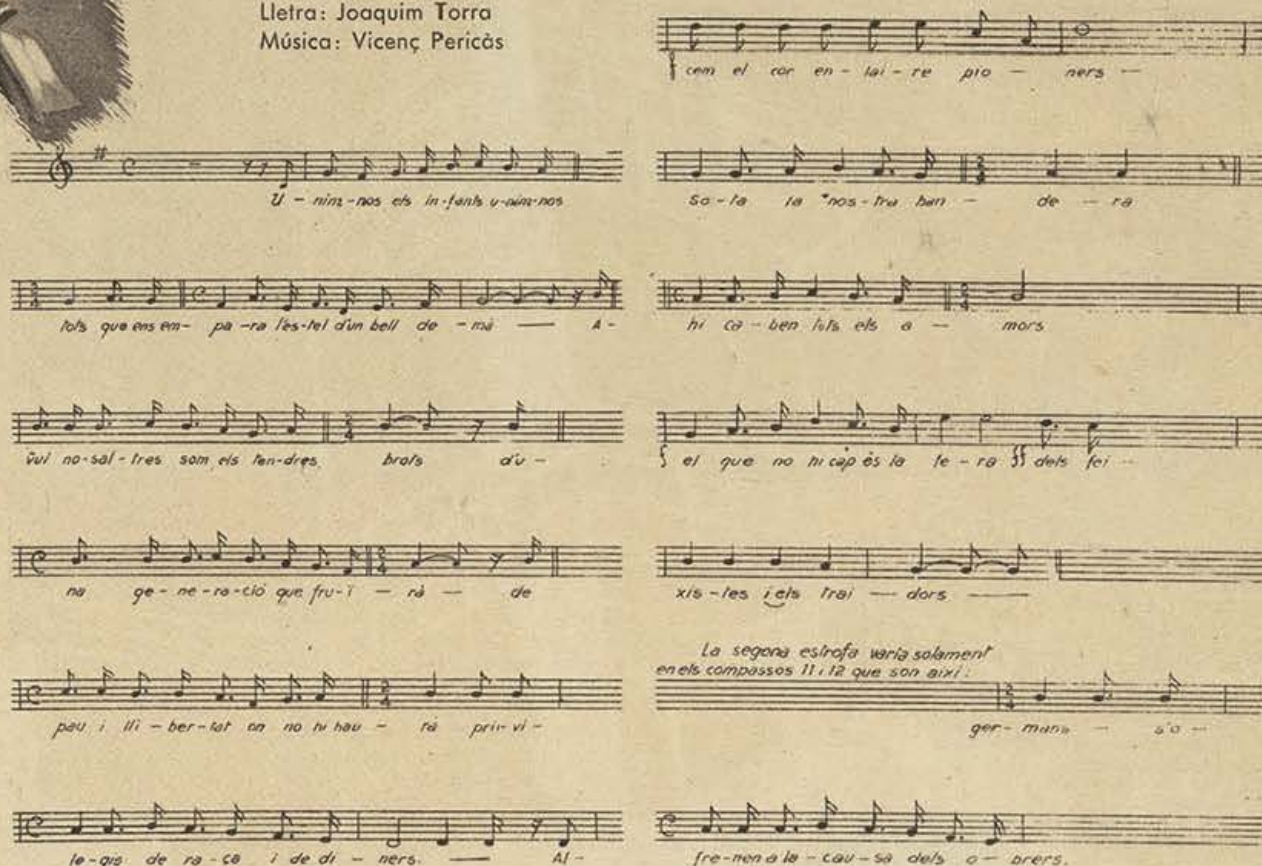 Lletra: Joaquim Torra
Música: Vicenç Pericàs
U - nim-nos els in-fants u-nim-nos
tots que ens em- pa-ra l'es-tel d'un bell de - mà — A-
vui no-sal-tres som els ten-dres brots d'u -
na ge-ne-ra-ció que fru-ï - rà — de
pau i lli-ber-tat on no hi hau - rà pri-vi-
le-gis de ra-ça i de di - ners. — Al-
cem el cor en-lai-re pio — ners —
so-ta la nos-tra ban — de — ra
hi ca-ben tots els a — mors
el que no hi cap és la fe-ra dels fei -
xis-tes i els traï — dors —
La segona estrofa varia solament
en els compassos 11 i 12 que son així:
ger-mans — s'o —
fre-nen a la-cau-sa dels o-brers.